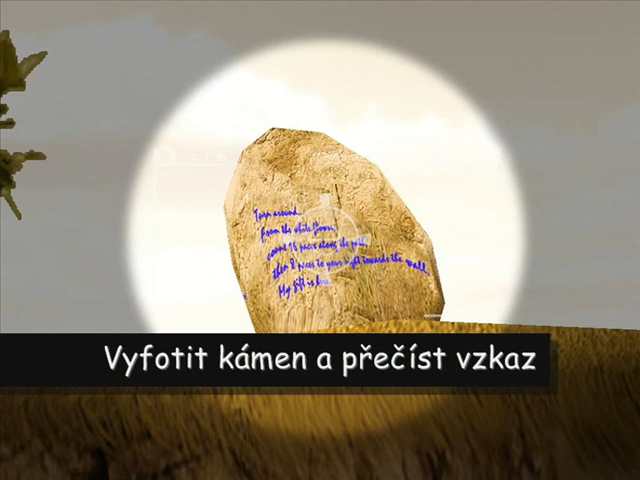 Turn around
From the white stone,
count 16 paces along the path,
then 8 paces to your right towards the wall
My gift is here.
Vyfotit kámen a přečíst vzkaz